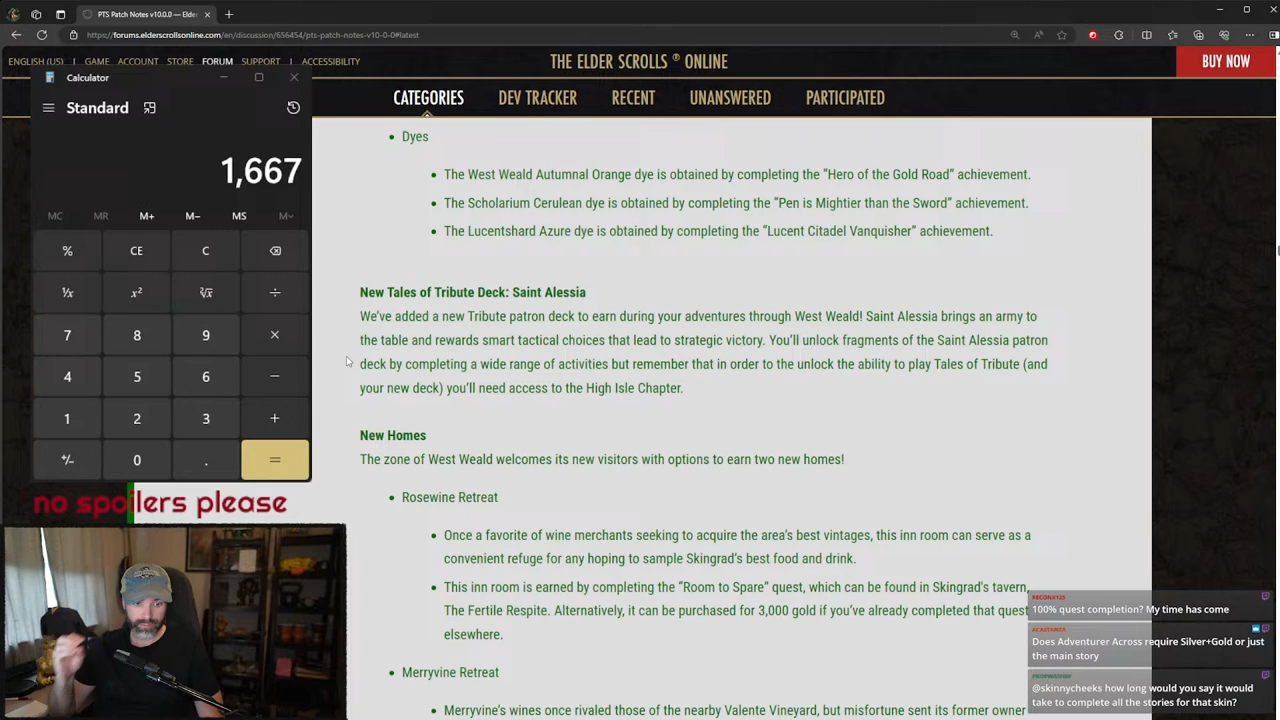 PTS Patch Notes v10.0.0 — Elder
https://forums.elderscrollsonline.com/en/discussion/656454/pts-patch-notes-v10-0-0#latest
ENGLISH (US) | GAME ACCOUNT STORE FORUM SUPPORT | ACCESSIBILITY
THE ELDER SCROLLS ® ONLINE
BUY NOW
CATEGORIES DEV TRACKER RECENT UNANSWERED PARTICIPATED
Calculator
Standard
1,667
MC MR M+ M− MS M
% CE C
¹/x x² ²√x ÷
7 8 9 ×
4 5 6 −
1 2 3 +
+/− 0 . =
no spoilers please
Dyes
The West Weald Autumnal Orange dye is obtained by completing the “Hero of the Gold Road” achievement.
The Scholarium Cerulean dye is obtained by completing the “Pen is Mightier than the Sword” achievement.
The Lucentshard Azure dye is obtained by completing the “Lucent Citadel Vanquisher” achievement.
New Tales of Tribute Deck: Saint Alessia
We’ve added a new Tribute patron deck to earn during your adventures through West Weald! Saint Alessia brings an army to
the table and rewards smart tactical choices that lead to strategic victory. You’ll unlock fragments of the Saint Alessia patron
deck by completing a wide range of activities but remember that in order to the unlock the ability to play Tales of Tribute (and
your new deck) you’ll need access to the High Isle Chapter.
New Homes
The zone of West Weald welcomes its new visitors with options to earn two new homes!
Rosewine Retreat
Once a favorite of wine merchants seeking to acquire the area’s best vintages, this inn room can serve as a
convenient refuge for any hoping to sample Skingrad’s best food and drink.
This inn room is earned by completing the “Room to Spare” quest, which can be found in Skingrad's tavern,
The Fertile Respite. Alternatively, it can be purchased for 3,000 gold if you’ve already completed that quest
elsewhere.
Merryvine Retreat
Merryvine’s wines once rivaled those of the nearby Valente Vineyard, but misfortune sent its former owner
100% quest completion? My time has come
Does Adventurer Across require Silver+Gold or just
the main story
@skinnycheeks how long would you say it would
take to complete all the stories for that skin?